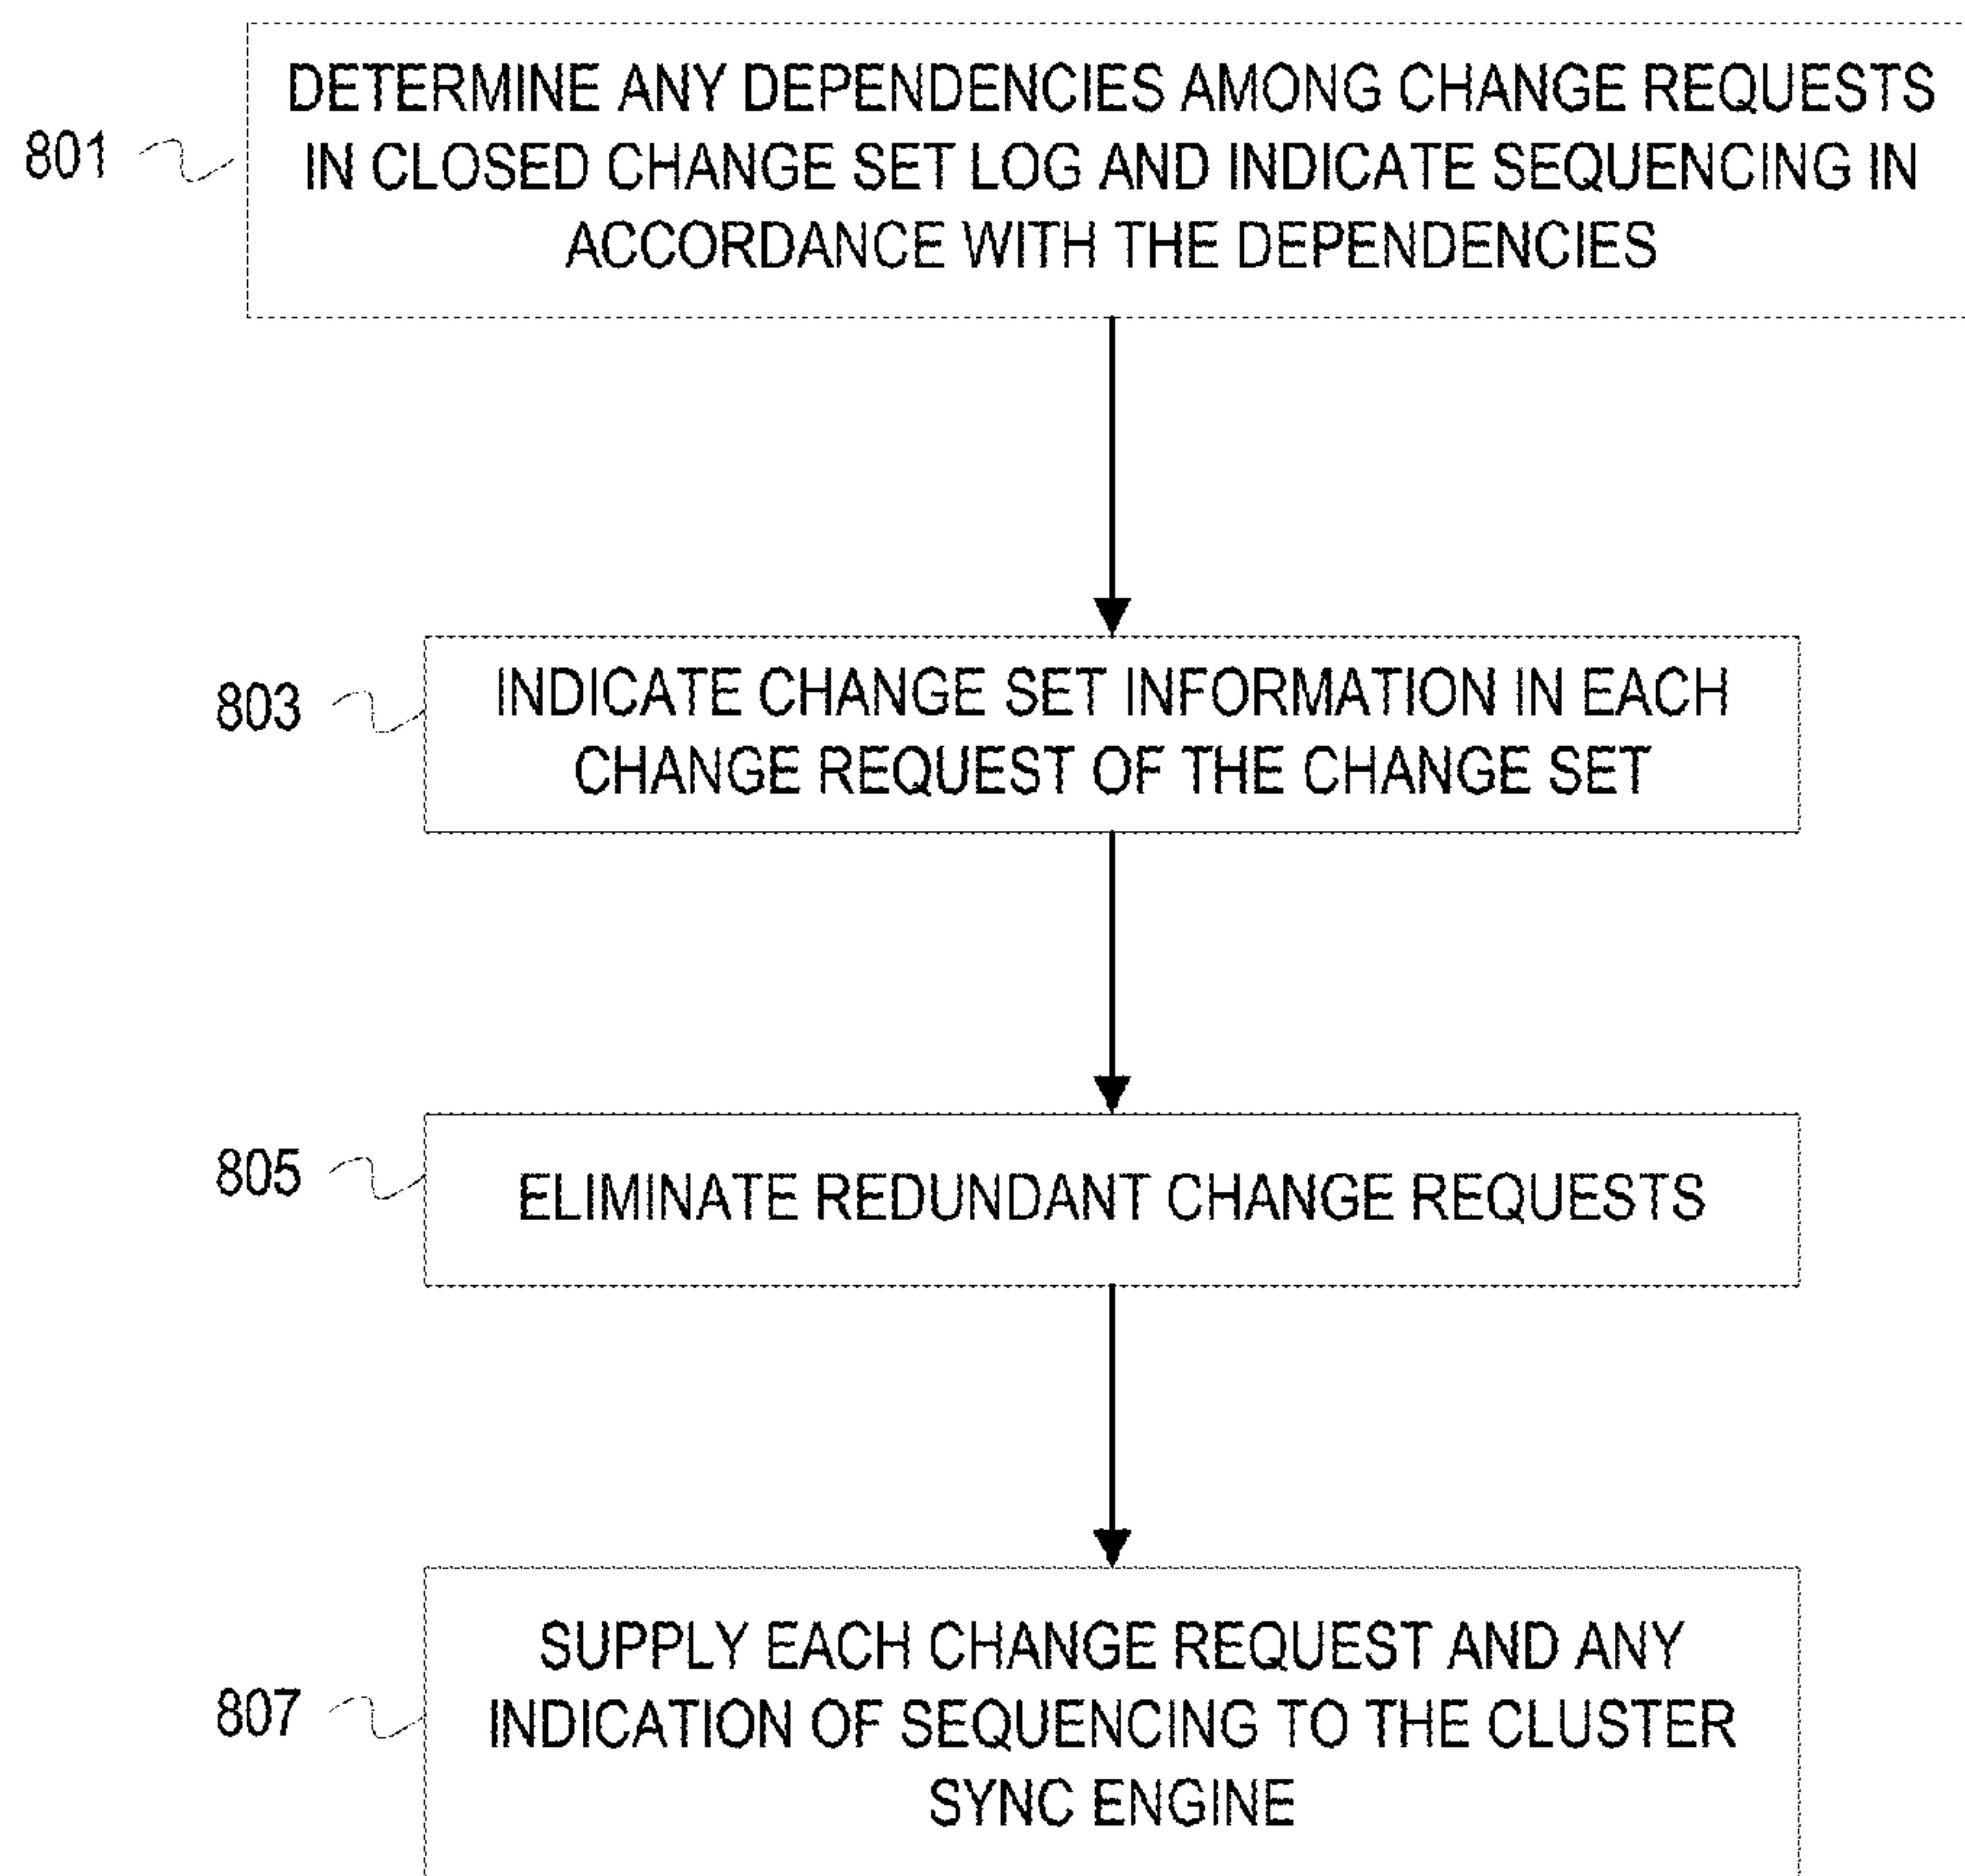 801
DETERMINE ANY DEPENDENCIES AMONG CHANGE REQUESTS
IN CLOSED CHANGE SET LOG AND INDICATE SEQUENCING IN
ACCORDANCE WITH THE DEPENDENCIES
803
INDICATE CHANGE SET INFORMATION IN EACH
CHANGE REQUEST OF THE CHANGE SET
805
ELIMINATE REDUNDANT CHANGE REQUESTS
807
SUPPLY EACH CHANGE REQUEST AND ANY
INDICATION OF SEQUENCING TO THE CLUSTER
SYNC ENGINE